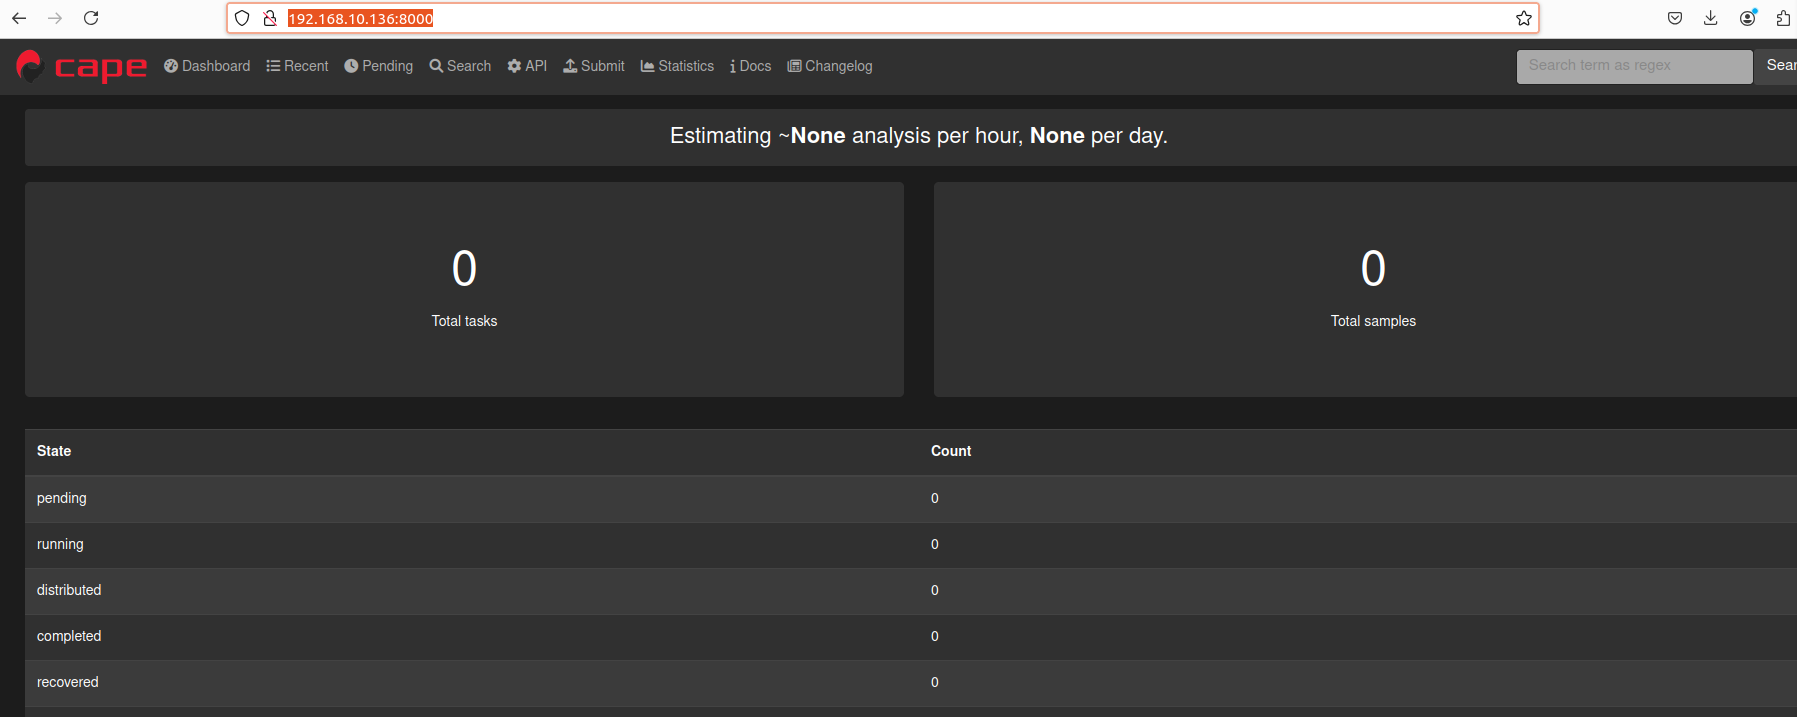 192.168.10.136:8000
cape Dashboard Recent Pending Search API Submit Statistics Docs Changelog Search term as regex
Estimating ~None analysis per hour, None per day.
0 0
Total tasks Total samples
State Count
pending 0
running 0
distributed 0
completed 0
recovered 0